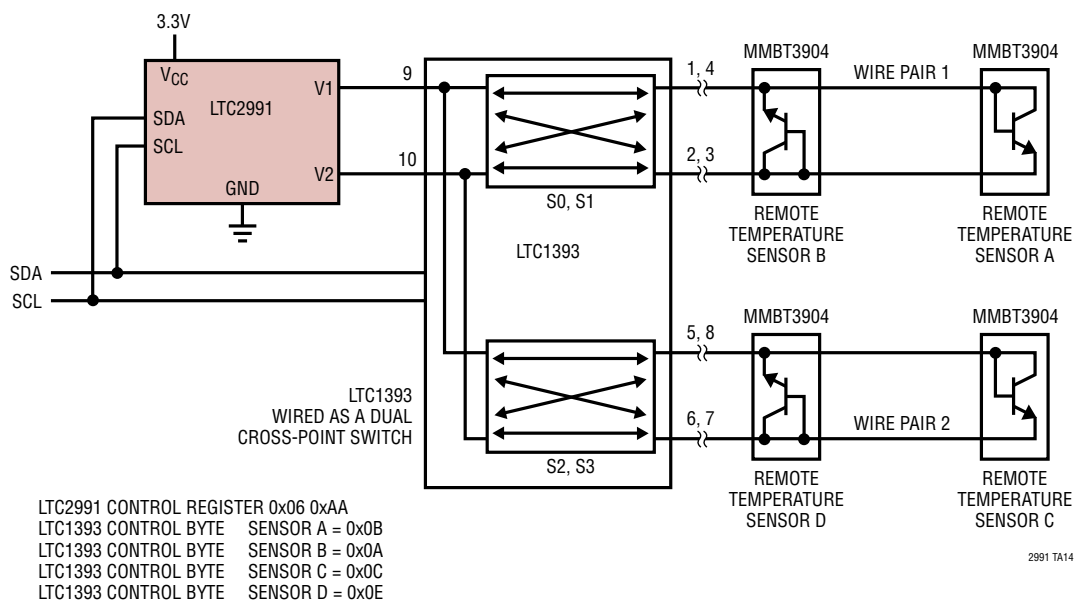 3.3V
VCC
LTC2991
SDA
SCL
GND
V1
V2
9
10
S0, S1
LTC1393
S2, S3
1, 4
2, 3
5, 8
6, 7
MMBT3904
WIRE PAIR 1
MMBT3904
REMOTE
TEMPERATURE
SENSOR B
REMOTE
TEMPERATURE
SENSOR A
SDA
SCL
MMBT3904
MMBT3904
WIRE PAIR 2
REMOTE
TEMPERATURE
SENSOR D
REMOTE
TEMPERATURE
SENSOR C
LTC1393
WIRED AS A DUAL
CROSS-POINT SWITCH
LTC2991 CONTROL REGISTER 0x06 0xAA
LTC1393 CONTROL BYTE SENSOR A = 0x0B
LTC1393 CONTROL BYTE SENSOR B = 0x0A
LTC1393 CONTROL BYTE SENSOR C = 0x0C
LTC1393 CONTROL BYTE SENSOR D = 0x0E
2991 TA14